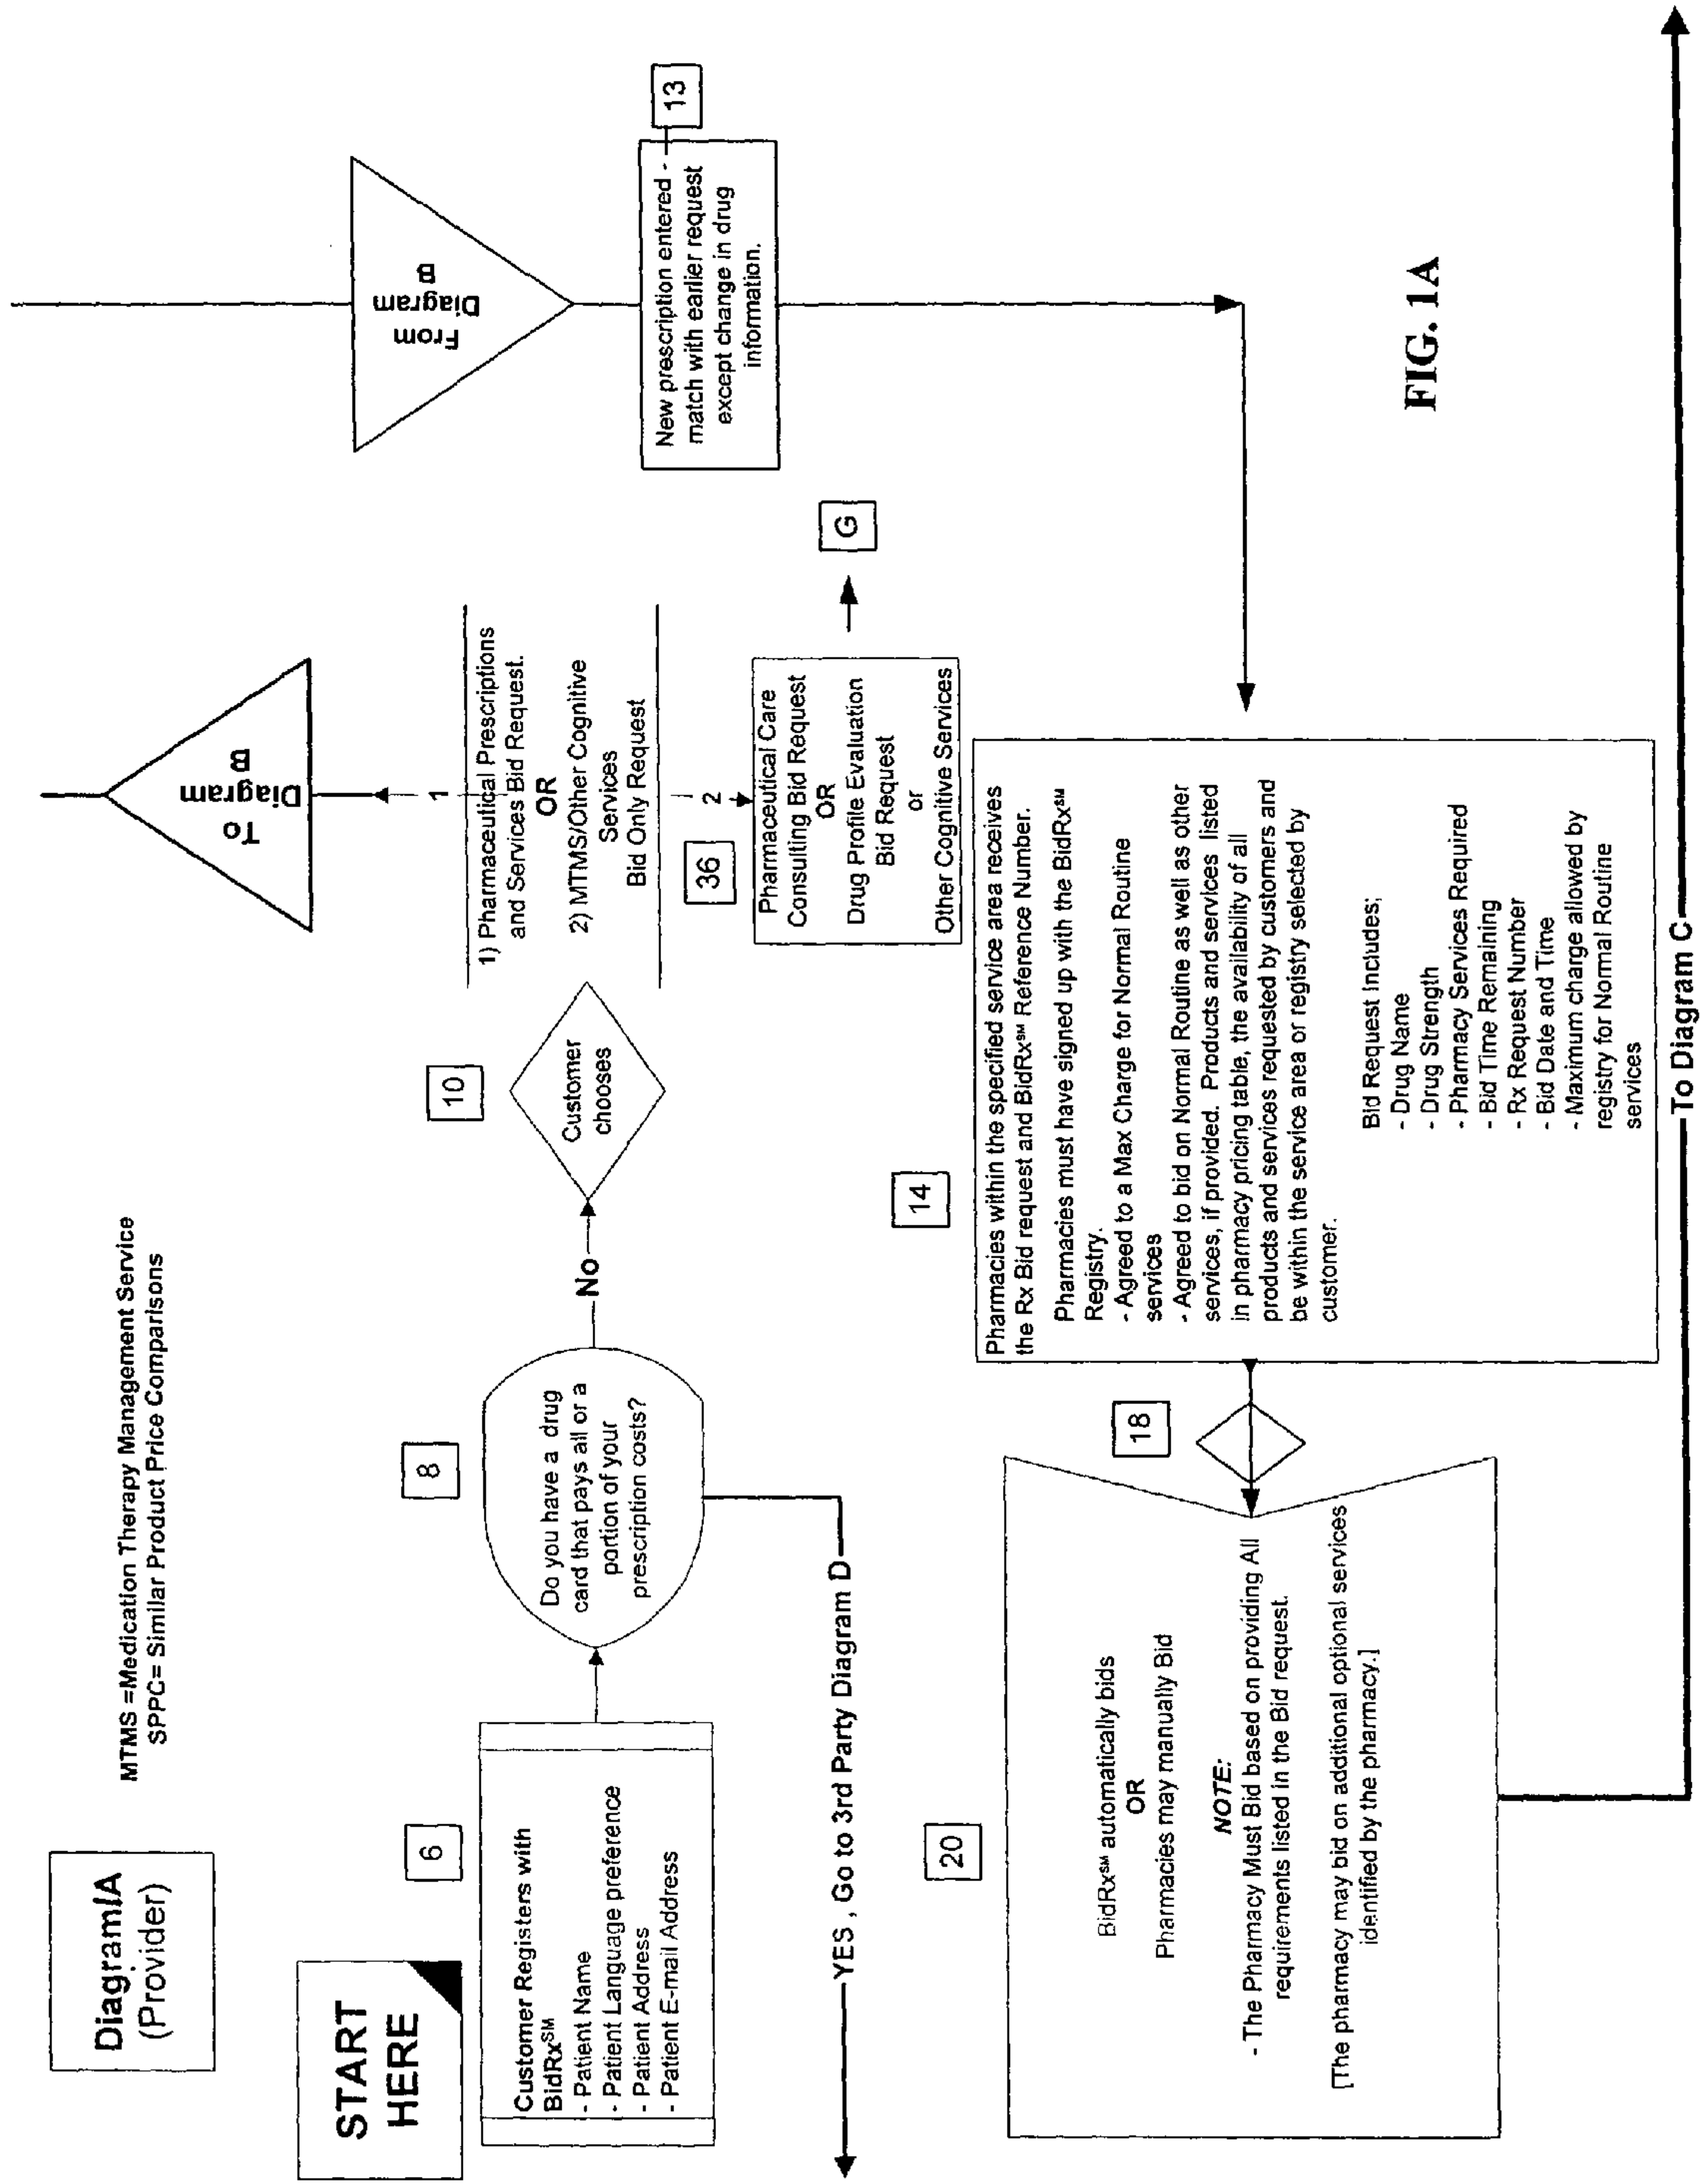 Diagram/A
(Provider)
MTMS =Medication Therapy Management Service
SPPC= Similar Product Price Comparisons
START
HERE
6
Customer Registers with
BidRx℠
- Patient Name
- Patient Language preference
- Patient Address
- Patient E-mail Address
8
Do you have a drug
card that pays all or a
portion of your
prescription costs?
No
YES , Go to 3rd Party Diagram D
10
Customer
chooses
To
Diagram
B
1
1) Pharmaceutical Prescriptions
and Services Bid Request.
OR
2) MTMS/Other Cognitive
Services
Bid Only Request
2
36
Pharmaceutical Care
Consulting Bid Request
OR
Drug Profile Evaluation
Bid Request
or
Other Cognitive Services
G
From
Diagram
B
New prescription entered -
match with earlier request
except change in drug
information.
13
14
Pharmacies within the specified service area receives
the Rx Bid request and BidRx℠ Reference Number.
Pharmacies must have signed up with the BidRx℠
Registry.
- Agreed to a Max Charge for Normal Routine
services
- Agreed to bid on Normal Routine as well as other
services, if provided. Products and services listed
in pharmacy pricing table, the availability of all
products and services requested by customers and
be within the service area or registry selected by
customer.
Bid Request Includes;
- Drug Name
- Drug Strength
- Pharmacy Services Required
- Bid Time Remaining
- Rx Request Number
- Bid Date and Time
- Maximum charge allowed by
registry for Normal Routine
services
18
20
BidRx℠ automatically bids
OR
Pharmacies may manually Bid
NOTE:
- The Pharmacy Must Bid based on providing All
requirements listed in the Bid request.
[The pharmacy may bid on additional optional services
identified by the pharmacy.]
To Diagram C
FIG. 1A